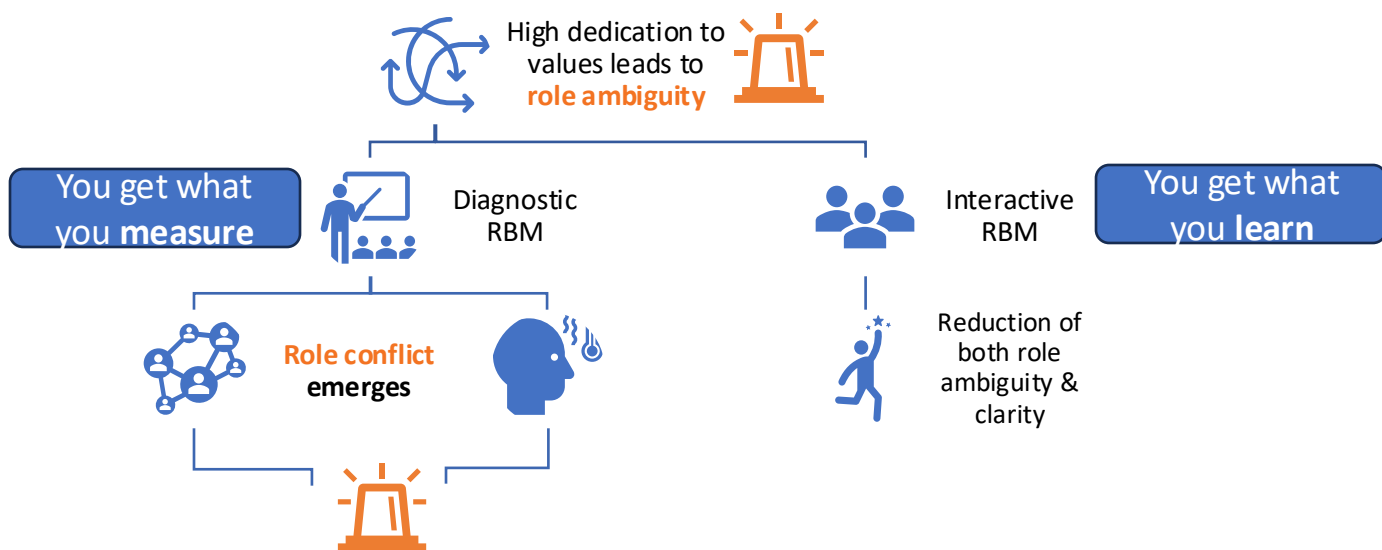 High dedication to
values leads to
role ambiguity
You get what
you measure
Diagnostic
RBM
Interactive
RBM
You get what
you learn
Role conflict
emerges
Reduction of
both role
ambiguity &
clarity